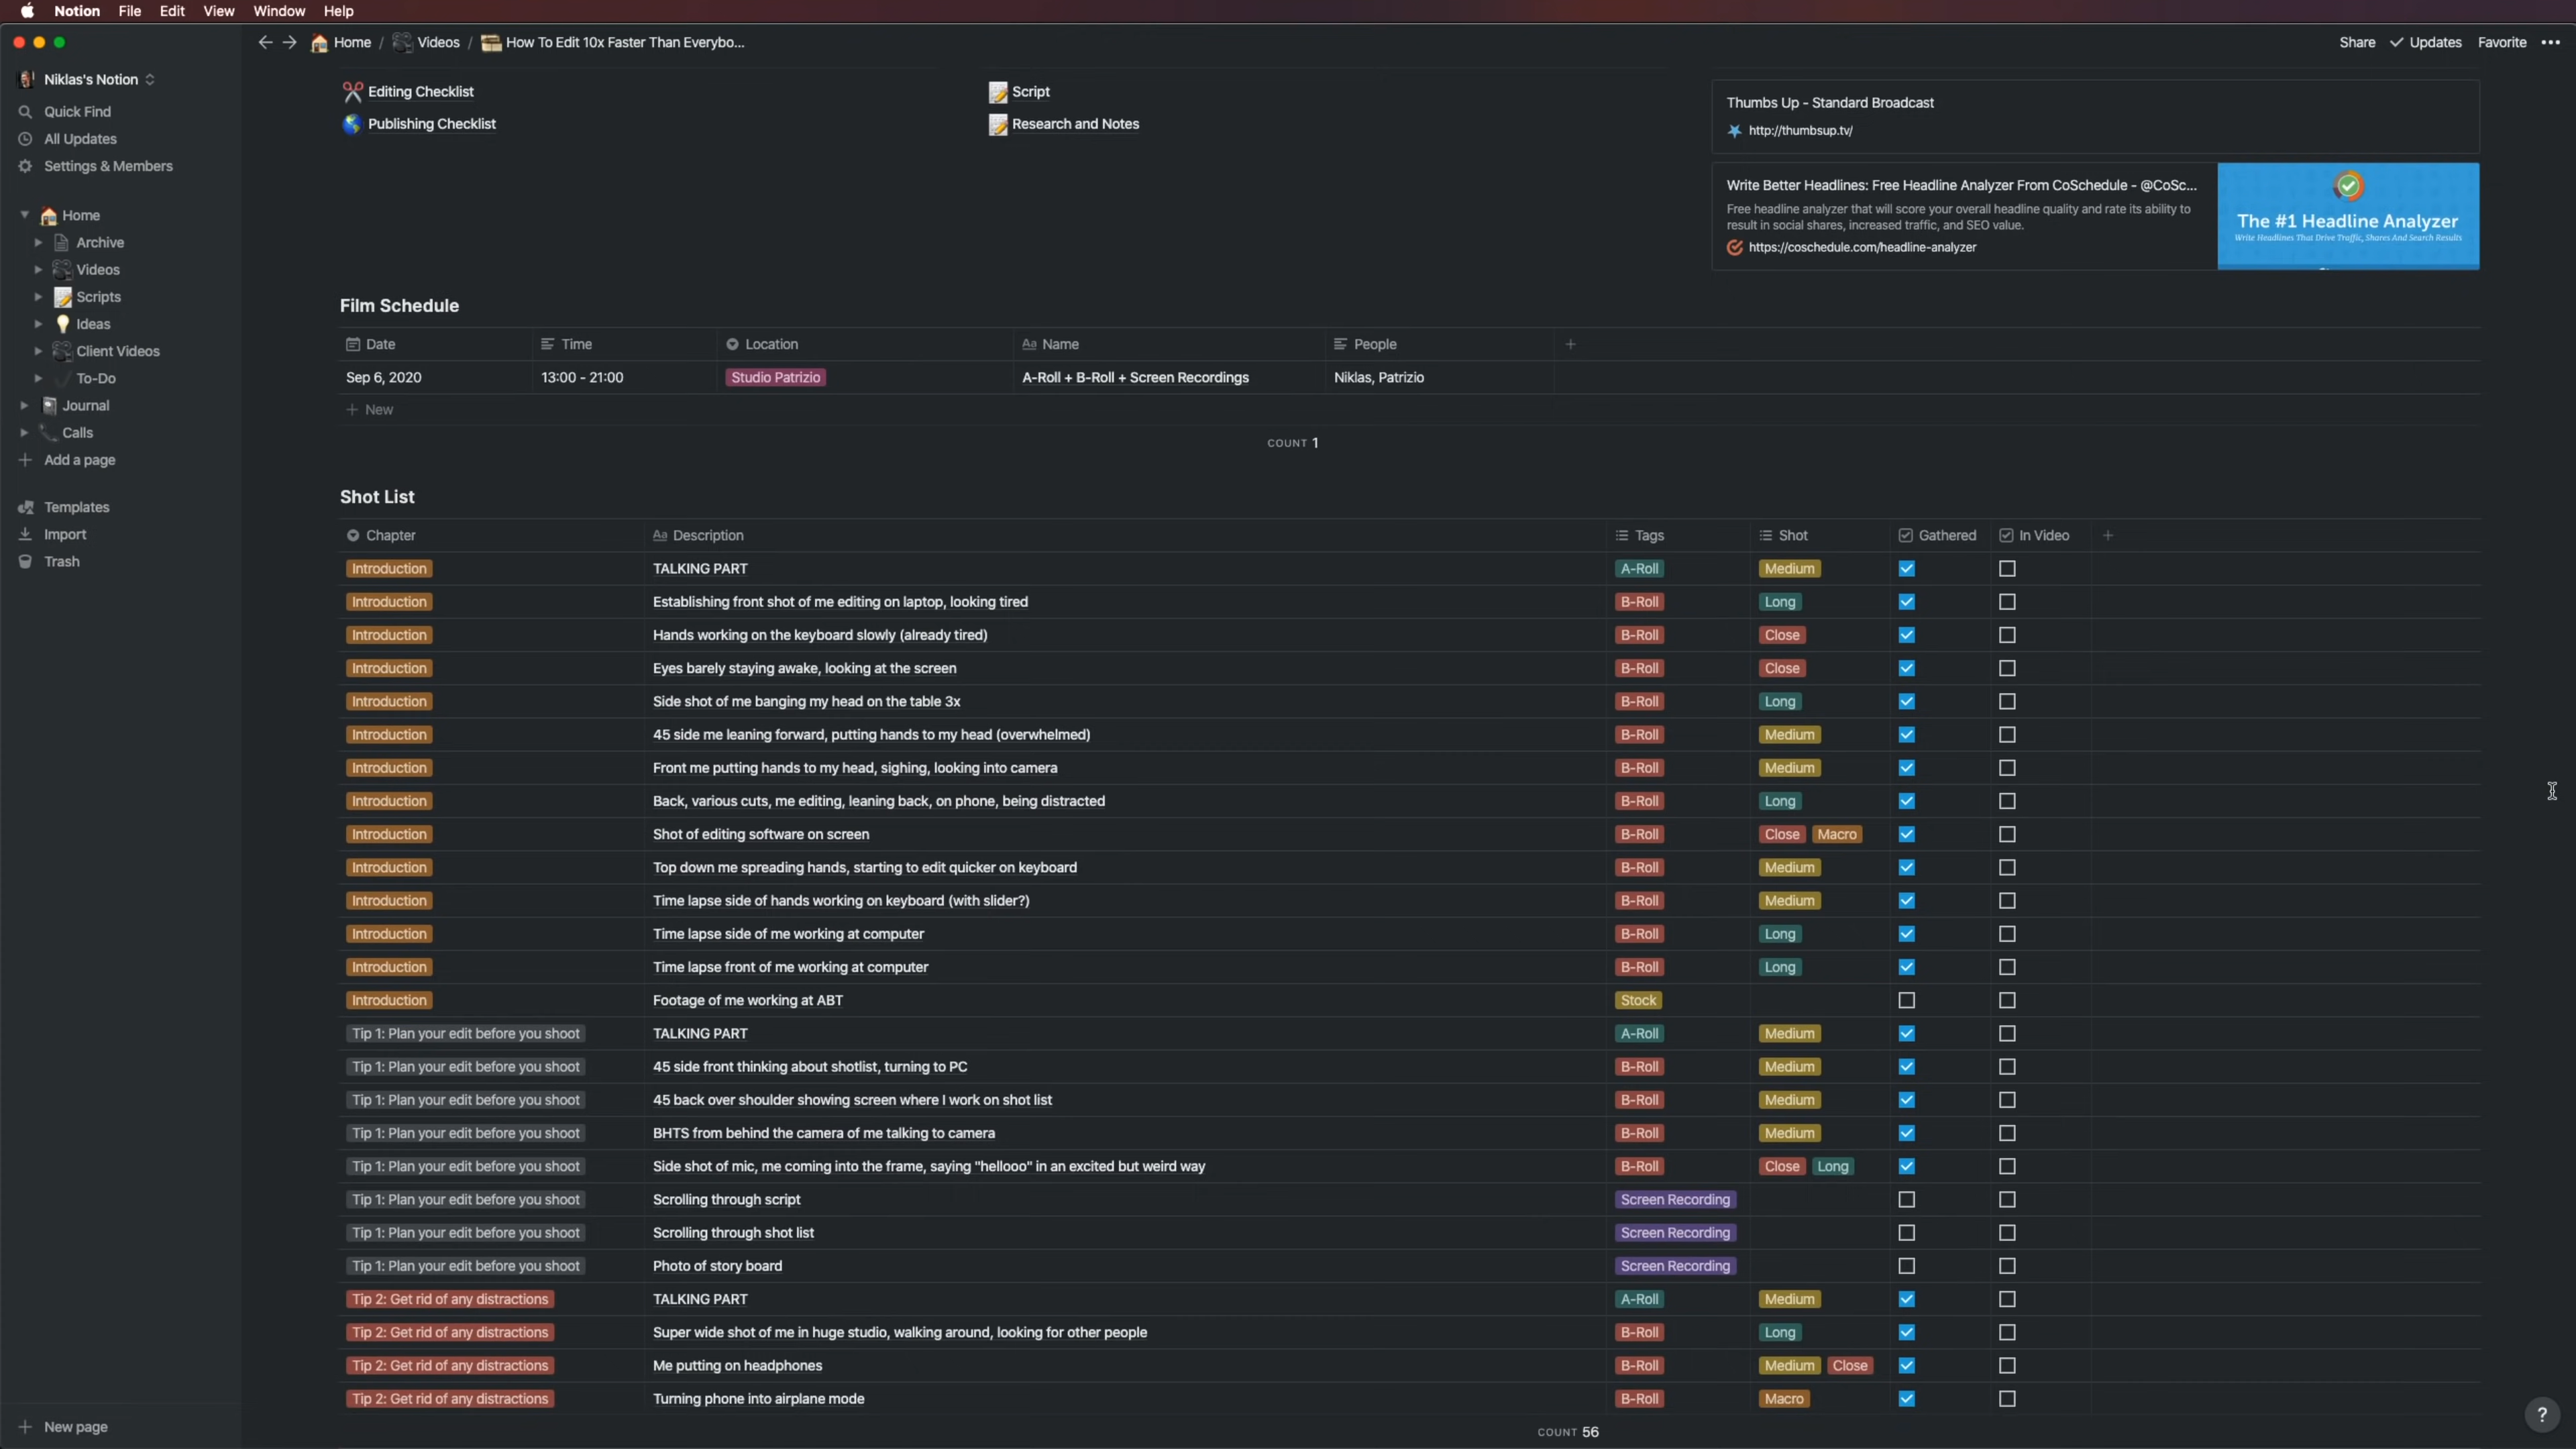 Notion File Edit View Window Help
Home / Videos / How To Edit 10x Faster Than Everybo...
Share Updates Favorite
Niklas's Notion
Quick Find
All Updates
Settings & Members
Home
Archive
Videos
Scripts
Ideas
Client Videos
To-Do
Journal
Calls
Add a page
Templates
Import
Trash
New page
Editing Checklist
Publishing Checklist
Script
Research and Notes
Thumbs Up - Standard Broadcast
http://thumbsup.tv/
Write Better Headlines: Free Headline Analyzer From CoSchedule - @CoSc...
Free headline analyzer that will score your overall headline quality and rate its ability to
result in social shares, increased traffic, and SEO value.
https://coschedule.com/headline-analyzer
The #1 Headline Analyzer
Write Headlines That Drive Traffic, Shares And Search Results
Film Schedule
Date Time Location Aa Name People
Sep 6, 2020 13:00 - 21:00 Studio Patrizio A-Roll + B-Roll + Screen Recordings Niklas, Patrizio
+ New
COUNT 1
Shot List
Chapter Aa Description Tags Shot Gathered In Video
Introduction TALKING PART A-Roll Medium
Introduction Establishing front shot of me editing on laptop, looking tired B-Roll Long
Introduction Hands working on the keyboard slowly (already tired) B-Roll Close
Introduction Eyes barely staying awake, looking at the screen B-Roll Close
Introduction Side shot of me banging my head on the table 3x B-Roll Long
Introduction 45 side me leaning forward, putting hands to my head (overwhelmed) B-Roll Medium
Introduction Front me putting hands to my head, sighing, looking into camera B-Roll Medium
Introduction Back, various cuts, me editing, leaning back, on phone, being distracted B-Roll Long
Introduction Shot of editing software on screen B-Roll Close Macro
Introduction Top down me spreading hands, starting to edit quicker on keyboard B-Roll Medium
Introduction Time lapse side of hands working on keyboard (with slider?) B-Roll Medium
Introduction Time lapse side of me working at computer B-Roll Long
Introduction Time lapse front of me working at computer B-Roll Long
Introduction Footage of me working at ABT Stock
Tip 1: Plan your edit before you shoot TALKING PART A-Roll Medium
Tip 1: Plan your edit before you shoot 45 side front thinking about shotlist, turning to PC B-Roll Medium
Tip 1: Plan your edit before you shoot 45 back over shoulder showing screen where I work on shot list B-Roll Medium
Tip 1: Plan your edit before you shoot BHTS from behind the camera of me talking to camera B-Roll Medium
Tip 1: Plan your edit before you shoot Side shot of mic, me coming into the frame, saying "hellooo" in an excited but weird way B-Roll Close Long
Tip 1: Plan your edit before you shoot Scrolling through script Screen Recording
Tip 1: Plan your edit before you shoot Scrolling through shot list Screen Recording
Tip 1: Plan your edit before you shoot Photo of story board Screen Recording
Tip 2: Get rid of any distractions TALKING PART A-Roll Medium
Tip 2: Get rid of any distractions Super wide shot of me in huge studio, walking around, looking for other people B-Roll Long
Tip 2: Get rid of any distractions Me putting on headphones B-Roll Medium Close
Tip 2: Get rid of any distractions Turning phone into airplane mode B-Roll Macro
COUNT 56
?